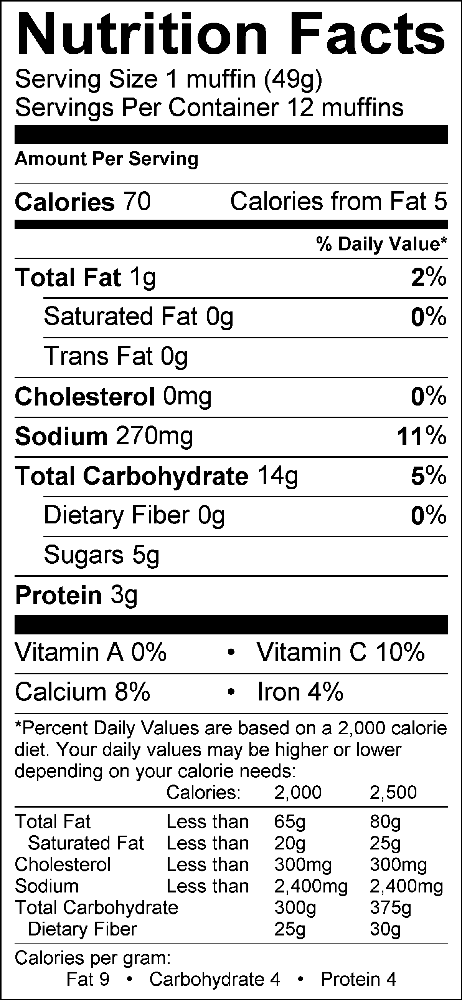 Nutrition Facts
Serving Size 1 muffin (49g)
Servings Per Container 12 muffins
Amount Per Serving
Calories 70 Calories from Fat 5
% Daily Value*
Total Fat 1g 2%
Saturated Fat 0g 0%
Trans Fat 0g
Cholesterol 0mg 0%
Sodium 270mg 11%
Total Carbohydrate 14g 5%
Dietary Fiber 0g 0%
Sugars 5g
Protein 3g
Vitamin A 0% • Vitamin C 10%
Calcium 8% • Iron 4%
*Percent Daily Values are based on a 2,000 calorie
diet. Your daily values may be higher or lower
depending on your calorie needs:
Calories: 2,000 2,500
Total Fat Less than 65g 80g
Saturated Fat Less than 20g 25g
Cholesterol Less than 300mg 300mg
Sodium Less than 2,400mg 2,400mg
Total Carbohydrate 300g 375g
Dietary Fiber 25g 30g
Calories per gram:
Fat 9 • Carbohydrate 4 • Protein 4